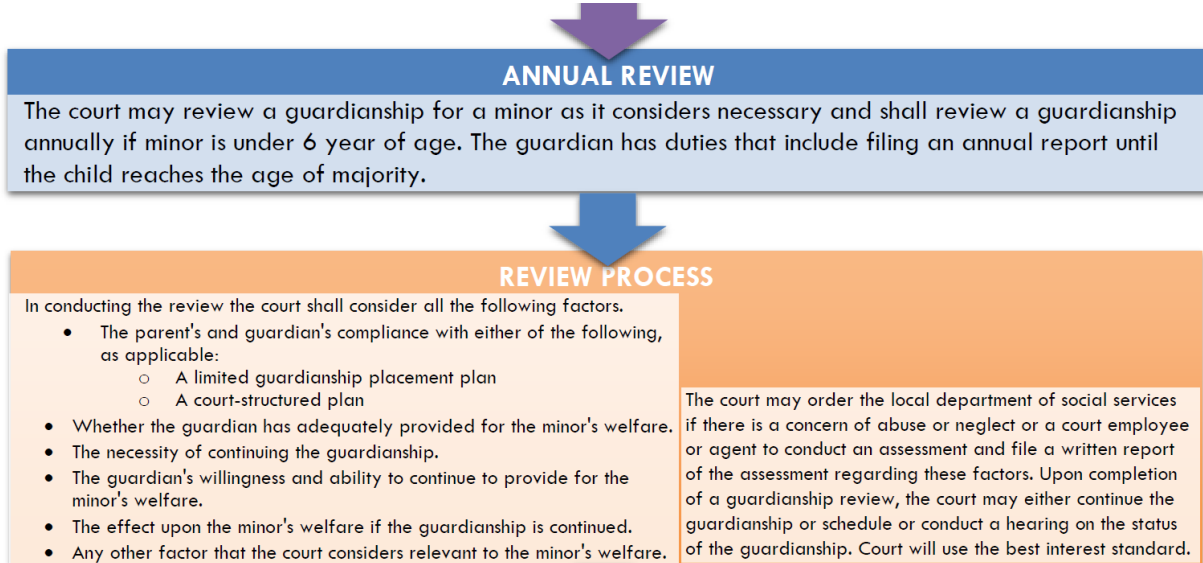 ANNUAL REVIEW
The court may review a guardianship for a minor as it considers necessary and shall review a guardianship
annually if minor is under 6 year of age. The guardian has duties that include filing an annual report until
the child reaches the age of majority.
REVIEW PROCESS
In conducting the review the court shall consider all the following factors.
• The parent's and guardian's compliance with either of the following,
as applicable:
○ A limited guardianship placement plan
○ A court-structured plan
• Whether the guardian has adequately provided for the minor's welfare.
• The necessity of continuing the guardianship.
• The guardian's willingness and ability to continue to provide for the
minor's welfare.
• The effect upon the minor's welfare if the guardianship is continued.
• Any other factor that the court considers relevant to the minor's welfare.
The court may order the local department of social services
if there is a concern of abuse or neglect or a court employee
or agent to conduct an assessment and file a written report
of the assessment regarding these factors. Upon completion
of a guardianship review, the court may either continue the
guardianship or schedule or conduct a hearing on the status
of the guardianship. Court will use the best interest standard.